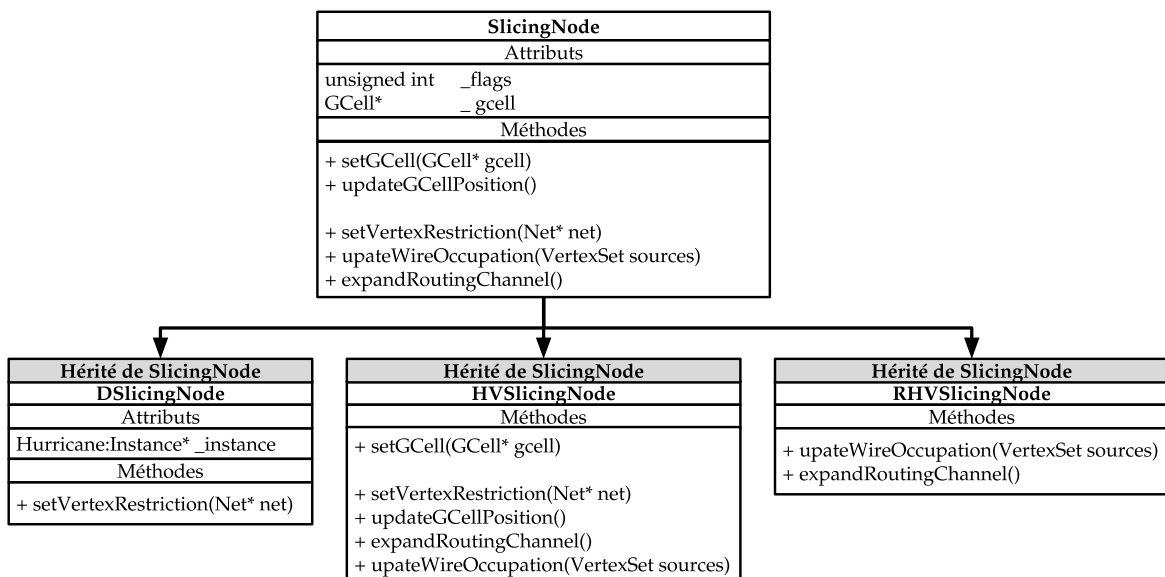 SlicingNode
Attributs
unsigned int _flags
GCell* _ gcell
Méthodes
+ setGCell(GCell* gcell)
+ updateGCellPosition()
+ setVertexRestriction(Net* net)
+ upateWireOccupation(VertexSet sources)
+ expandRoutingChannel()
Hérité de SlicingNode
DSlicingNode
Attributs
Hurricane:Instance* _instance
Méthodes
+ setVertexRestriction(Net* net)
Hérité de SlicingNode
HVSlicingNode
Méthodes
+ setGCell(GCell* gcell)
+ setVertexRestriction(Net* net)
+ updateGCellPosition()
+ expandRoutingChannel()
+ upateWireOccupation(VertexSet sources)
Hérité de SlicingNode
RHVSlicingNode
Méthodes
+ upateWireOccupation(VertexSet sources)
+ expandRoutingChannel()